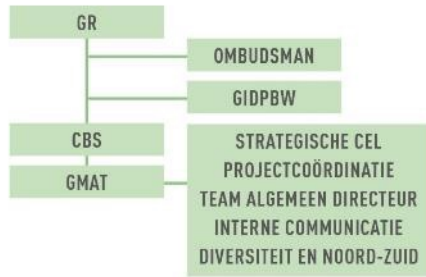 GR
OMBUDSMAN
GIDPBW
CBS
GMAT
STRATEGISCHE CEL
PROJECTCOÖRDINATIE
TEAM ALGEMEEN DIRECTEUR
INTERNE COMMUNICATIE
DIVERSITEIT EN NOORD-ZUID